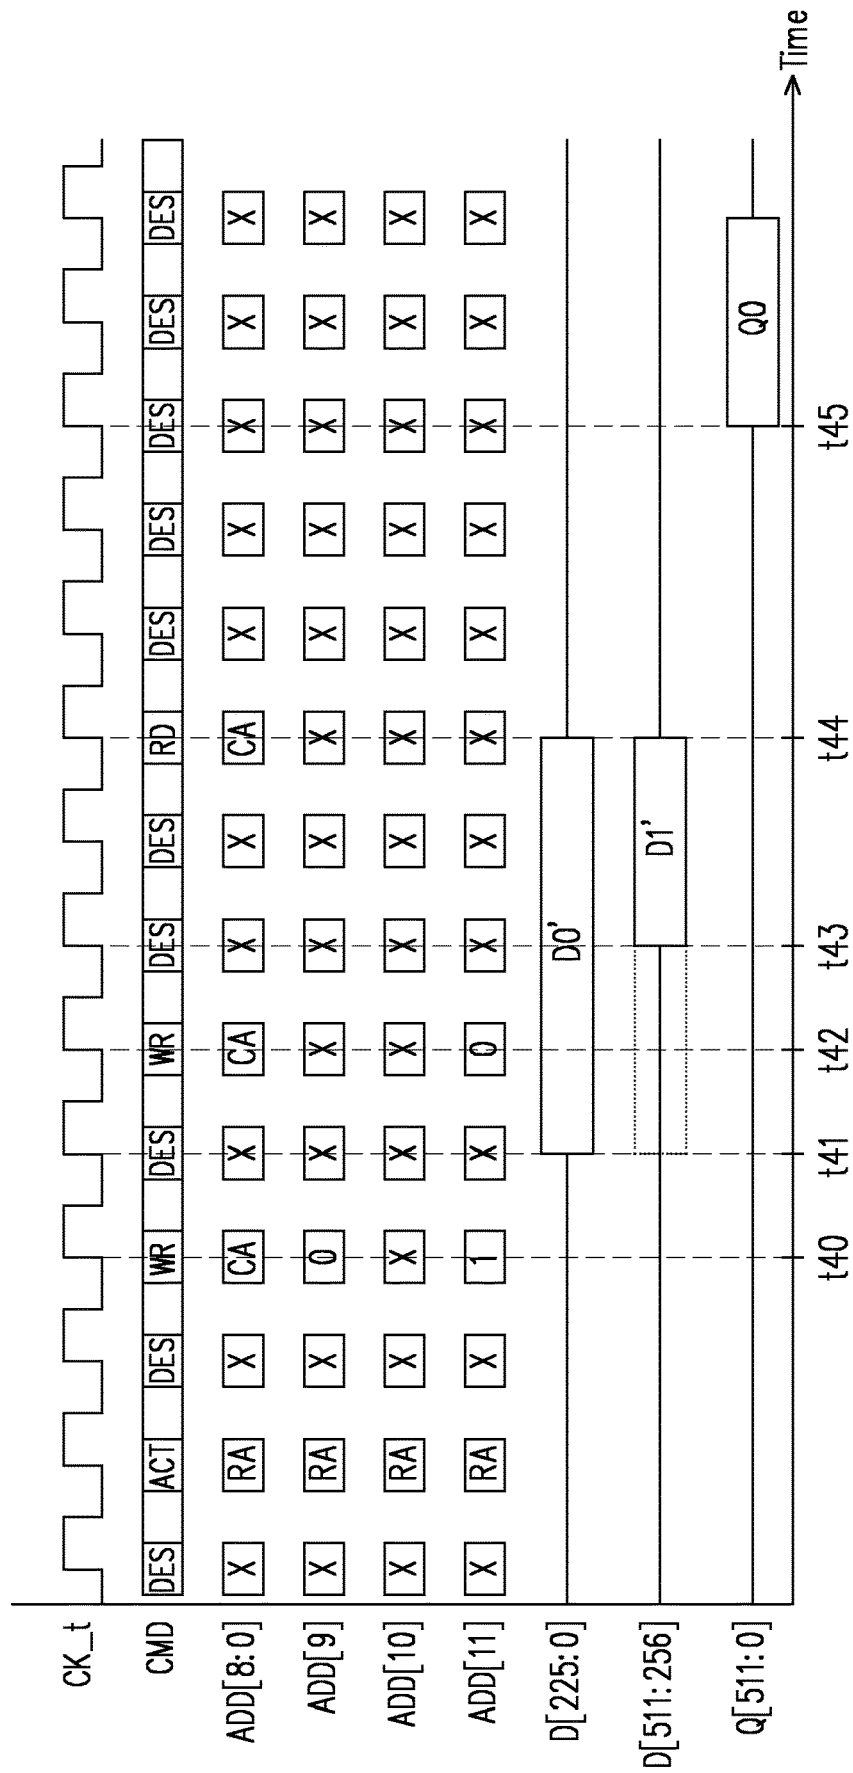 CK_t
CMD DES ACT DES WR DES WR DES DES RD DES DES DES DES DES
ADD[8:0] X RA X CA X CA X X CA X X X X X
ADD[9] X RA X 0 X X X X X X X X X X
ADD[10] X RA X X X X X X X X X X X X
ADD[11] X RA X 1 X 0 X X X X X X X X
D[225:0] D0'
D[511:256] D1'
Q[511:0] Q0
Time
t40 t41 t42 t43 t44 t45